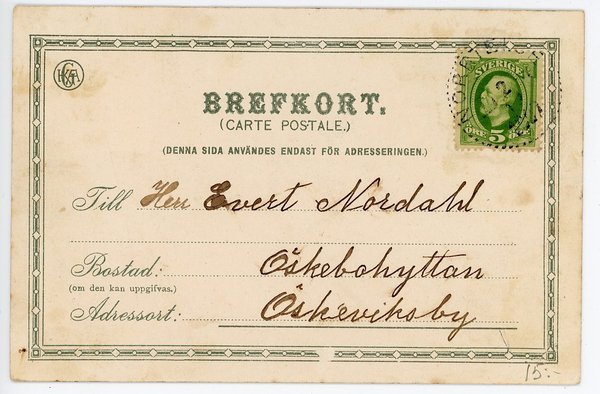 BREFKORT.
(CARTE POSTALE.)
(DENNA SIDA ANVÄNDES ENDAST FÖR ADRESSERINGEN.)
SVERIGE
ÖRE 5 ÖRE
Till Herr Evert Nordahl
Bostad: Öskebohyttan
(om den kan uppgifvas.)
Adressort: Öskeviksby
15:-